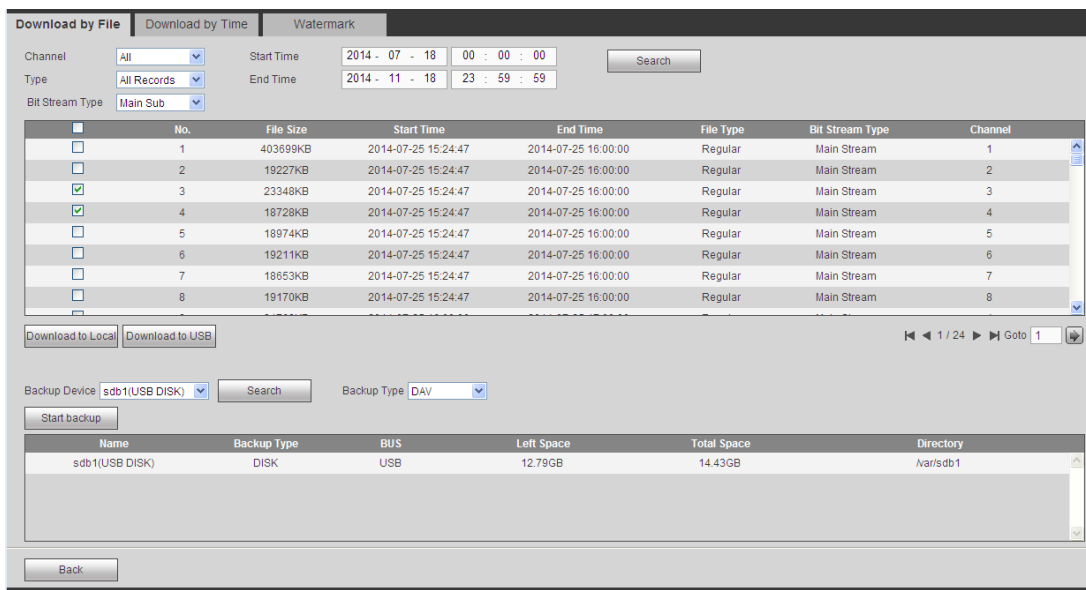 Download by File Download by Time Watermark
Channel All Start Time 2014 - 07 - 18 00 : 00 : 00 Search
Type All Records End Time 2014 - 11 - 18 23 : 59 : 59
Bit Stream Type Main Sub
No. File Size Start Time End Time File Type Bit Stream Type Channel
1 403699KB 2014-07-25 15:24:47 2014-07-25 16:00:00 Regular Main Stream 1
2 19227KB 2014-07-25 15:24:47 2014-07-25 16:00:00 Regular Main Stream 2
3 23348KB 2014-07-25 15:24:47 2014-07-25 16:00:00 Regular Main Stream 3
4 18728KB 2014-07-25 15:24:47 2014-07-25 16:00:00 Regular Main Stream 4
5 18974KB 2014-07-25 15:24:47 2014-07-25 16:00:00 Regular Main Stream 5
6 19211KB 2014-07-25 15:24:47 2014-07-25 16:00:00 Regular Main Stream 6
7 18653KB 2014-07-25 15:24:47 2014-07-25 16:00:00 Regular Main Stream 7
8 19170KB 2014-07-25 15:24:47 2014-07-25 16:00:00 Regular Main Stream 8
Download to Local Download to USB 1 / 24 Goto 1
Backup Device sdb1(USB DISK) Search Backup Type DAV
Start backup
Name Backup Type BUS Left Space Total Space Directory
sdb1(USB DISK) DISK USB 12.79GB 14.43GB /var/sdb1
Back